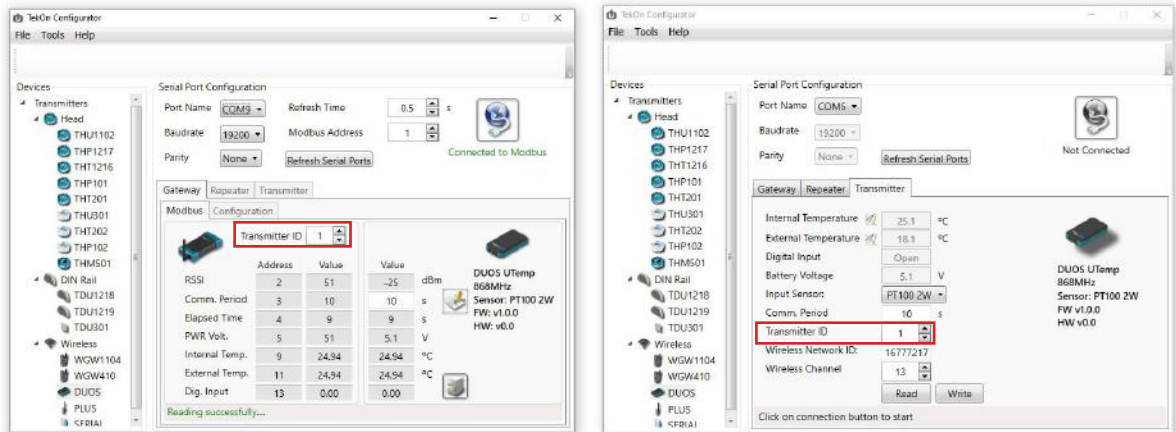 TekOn Configurator
File Tools Help
Devices
Transmitters
Head
THU1102
THP1217
THT1216
THP101
THT201
THU301
THT202
THP102
THM501
DIN Rail
TDU1218
TDU1219
TDU301
Wireless
WGW1104
WGW410
DUOS
PLUS
SERIAL
Serial Port Configuration
Port Name COM9 Refresh Time 0.5 s
Baudrate 19200 Modbus Address 1
Parity None Refresh Serial Ports
Connected to Modbus
Gateway Repeater Transmitter
Modbus Configuration
Transmitter ID 1
Address Value Value
RSSI 2 51 -25 dBm
Comm. Period 3 10 10 s
Elapsed Time 4 9 9 s
PWR Volt. 5 51 5.1 V
Internal Temp. 9 24,94 24.94 °C
External Temp. 11 24,94 24.94 °C
Dig. Input 13 0.00 0.00
DUOS UTemp
868MHz
Sensor: PT100 2W
FW: v1.0.0
HW: v0.0
Reading successfully...
TekOn Configurator
File Tools Help
Devices
Transmitters
Head
THU1102
THP1217
THT1216
THP101
THT201
THU301
THT202
THP102
THM501
DIN Rail
TDU1218
TDU1219
TDU301
Wireless
WGW1104
WGW410
DUOS
PLUS
SERIAL
Serial Port Configuration
Port Name COM5
Baudrate 19200
Parity None Refresh Serial Ports
Not Connected
Gateway Repeater Transmitter
Internal Temperature 25.1 °C
External Temperature 18.1 °C
Digital Input Open
Battery Voltage 5.1 V
Input Sensor: PT100 2W
Comm. Period 10 s
Transmitter ID 1
Wireless Network ID: 16777217
Wireless Channel 13
Read Write
DUOS UTemp
868MHz
Sensor: PT100 2W
FW v1.0.0
HW v0.0
Click on connection button to start